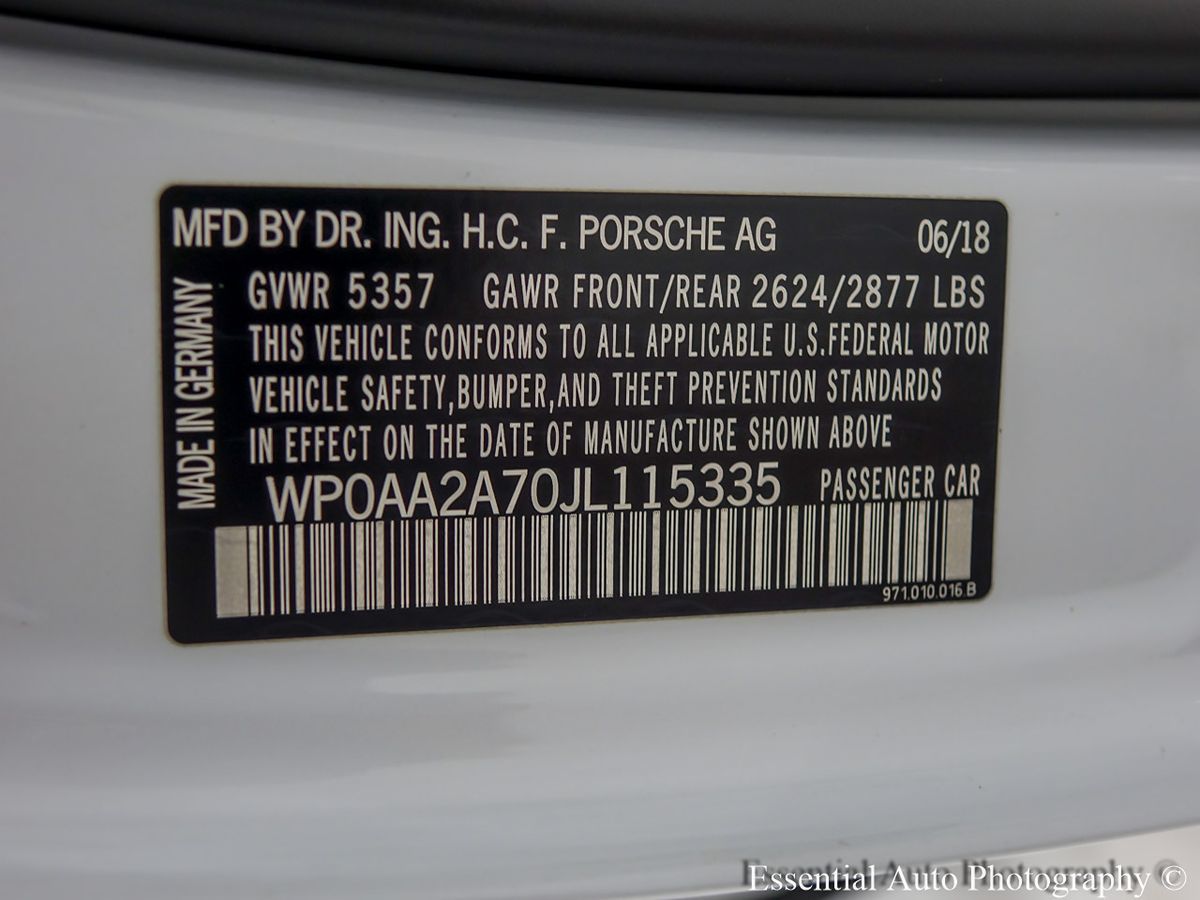 MFD BY DR. ING. H.C. F. PORSCHE AG 06/18
MADE IN GERMANY
GVWR 5357 GAWR FRONT/REAR 2624/2877 LBS
THIS VEHICLE CONFORMS TO ALL APPLICABLE U.S.FEDERAL MOTOR
VEHICLE SAFETY,BUMPER,AND THEFT PREVENTION STANDARDS
IN EFFECT ON THE DATE OF MANUFACTURE SHOWN ABOVE
WP0AA2A70JL115335 PASSENGER CAR
971.010.016.B
Essential Auto Photography ©